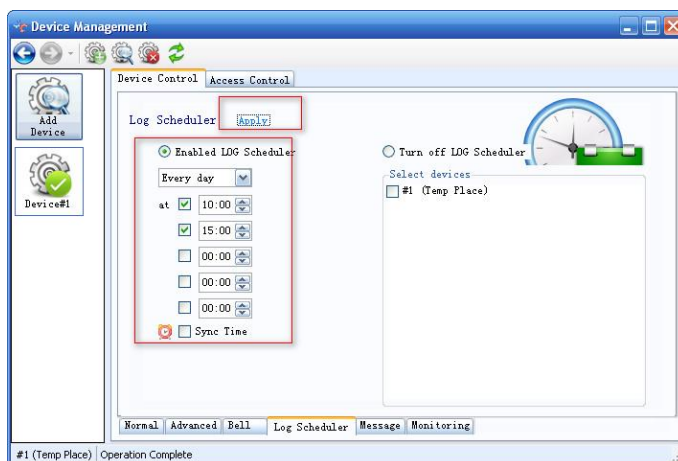 Device Management
Device Control Access Control
Add
Device
Device#1
Log Scheduler Apply
Enabled LOG Scheduler
Every day
at 10:00
15:00
00:00
00:00
00:00
Sync Time
Turn off LOG Scheduler
Select devices
#1 (Temp Place)
Normal Advanced Bell Log Scheduler Message Monitoring
#1 (Temp Place) Operation Complete